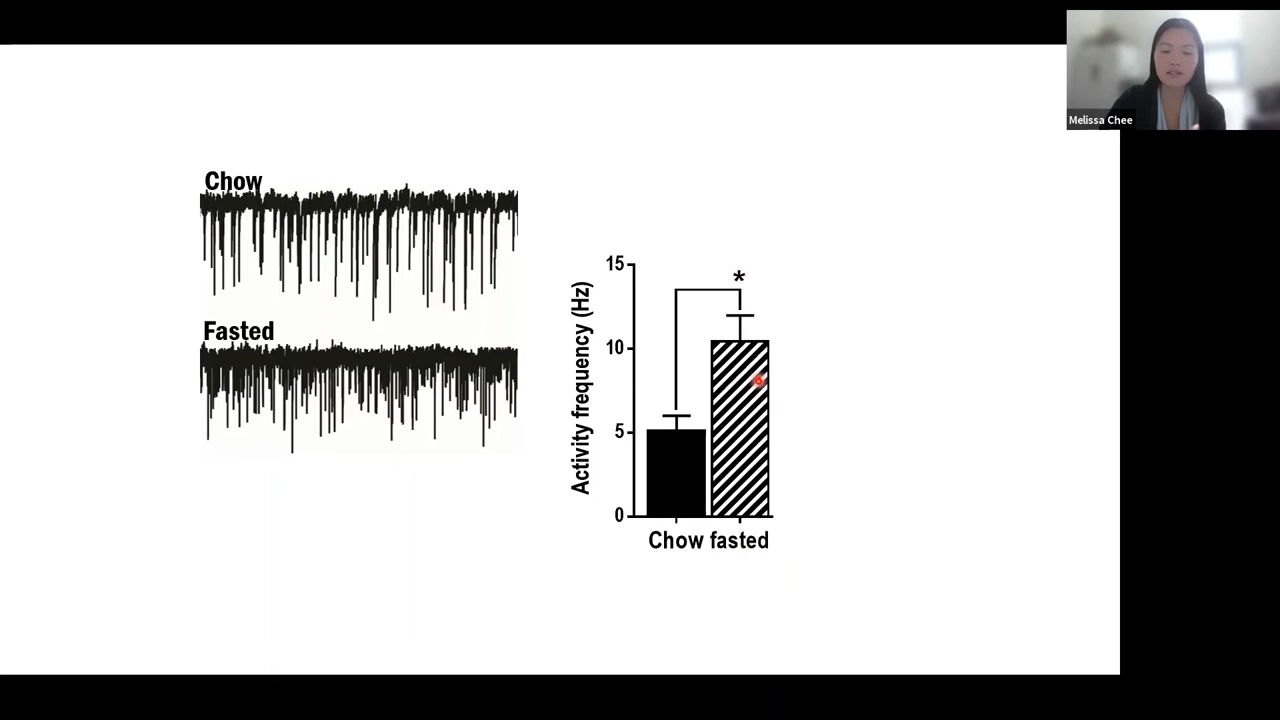 Melissa Chee
Chow
Fasted
15
*
10
5
0
Activity frequency (Hz)
Chow fasted